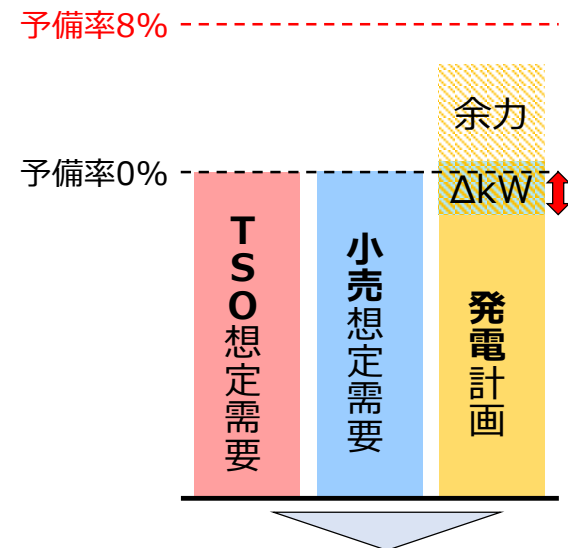 予備率8%
余力
予備率0%
ΔkW
TSO想定需要
小売想定需要
発電計画